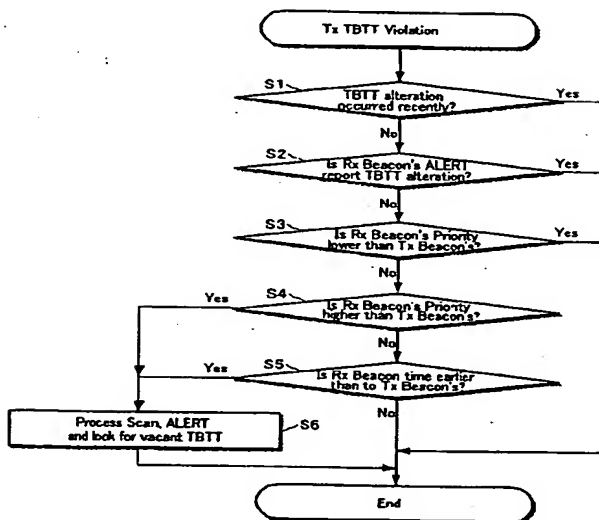 Tx TBTT Violation
S1
TBTT alteration
occurred recently?
Yes
No
S2
Is Rx Beacon's ALERT
report TBTT alteration?
Yes
No
S3
Is Rx Beacon's Priority
lower than Tx Beacon's?
Yes
No
S4
Is Rx Beacon's Priority
higher than Tx Beacon's?
Yes
No
S5
Is Rx Beacon time earlier
than to Tx Beacon's?
Yes
No
Process Scan, ALERT
and look for vacant TBTT
S6
End